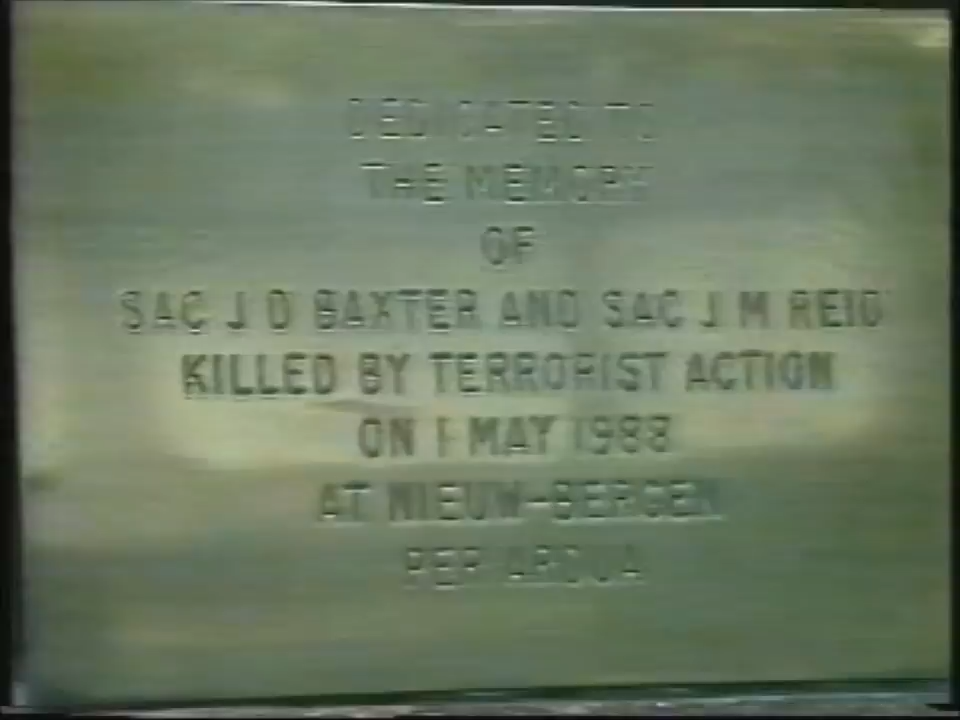 DEDICATED TO
THE MEMORY
OF
SAC J D BAXTER AND SAC J M REID
KILLED BY TERRORIST ACTION
ON 1 MAY 1988
AT NIEUW-BERGEN
PER ARDUA